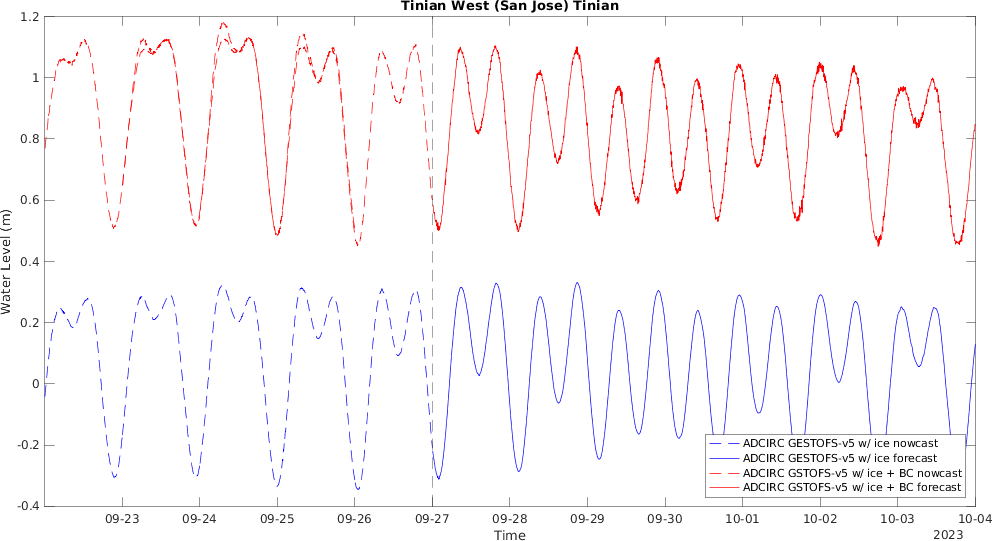 Tinian West (San Jose) Tinian
1.2
1
0.8
0.6
0.4
0.2
0
-0.2
-0.4
Water Level (m)
ADCIRC GESTOFS-v5 w/ ice nowcast
ADCIRC GESTOFS-v5 w/ ice forecast
ADCIRC GSTOFS-v5 w/ ice + BC nowcast
ADCIRC GSTOFS-v5 w/ ice + BC forecast
09-23 09-24 09-25 09-26 09-27 09-28 09-29 09-30 10-01 10-02 10-03 10-04
Time
2023